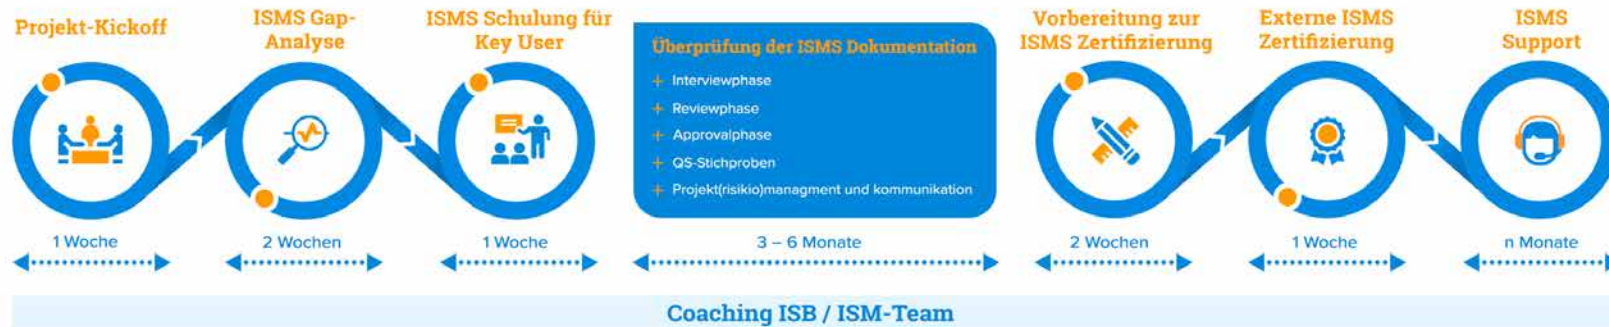 Projekt-Kickoff
ISMS Gap-
Analyse
ISMS Schulung für
Key User
Überprüfung der ISMS Dokumentation
+ Interviewphase
+ Reviewphase
+ Approvalphase
+ QS-Stichproben
+ Projekt(risikio)managment und kommunikation
Vorbereitung zur
ISMS Zertifizierung
Externe ISMS
Zertifizierung
ISMS
Support
1 Woche
2 Wochen
1 Woche
3 – 6 Monate
2 Wochen
1 Woche
n Monate
Coaching ISB / ISM-Team